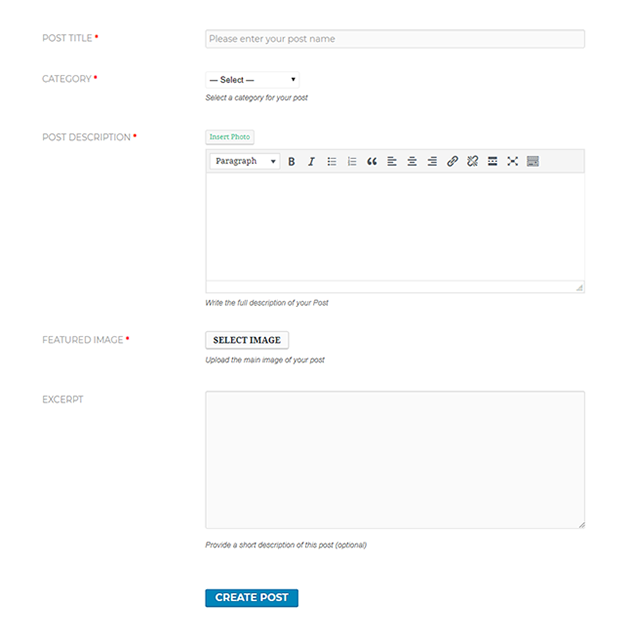 POST TITLE *
Please enter your post name
CATEGORY *
— Select —
Select a category for your post
POST DESCRIPTION *
Insert Photo
Paragraph B I
Write the full description of your Post
FEATURED IMAGE *
SELECT IMAGE
Upload the main image of your post
EXCERPT
Provide a short description of this post (optional)
CREATE POST